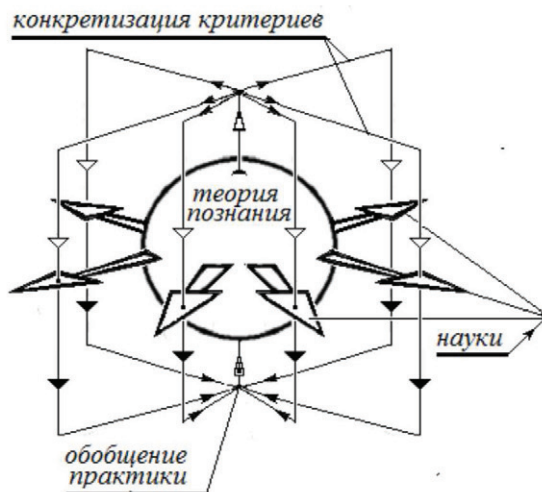 конкретизация критериев
теория
познания
науки
обобщение
практики